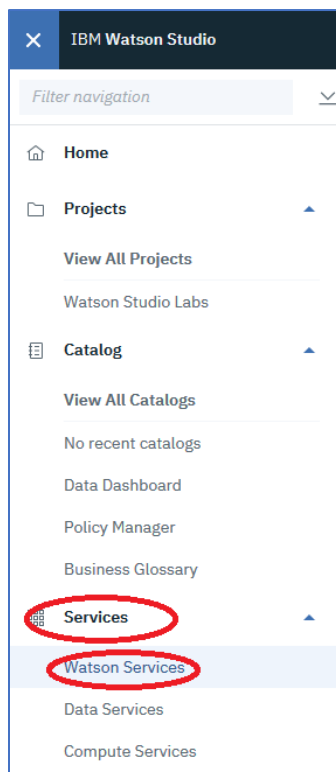 IBM Watson Studio
Filter navigation
Home
Projects
View All Projects
Watson Studio Labs
Catalog
View All Catalogs
No recent catalogs
Data Dashboard
Policy Manager
Business Glossary
Services
Watson Services
Data Services
Compute Services